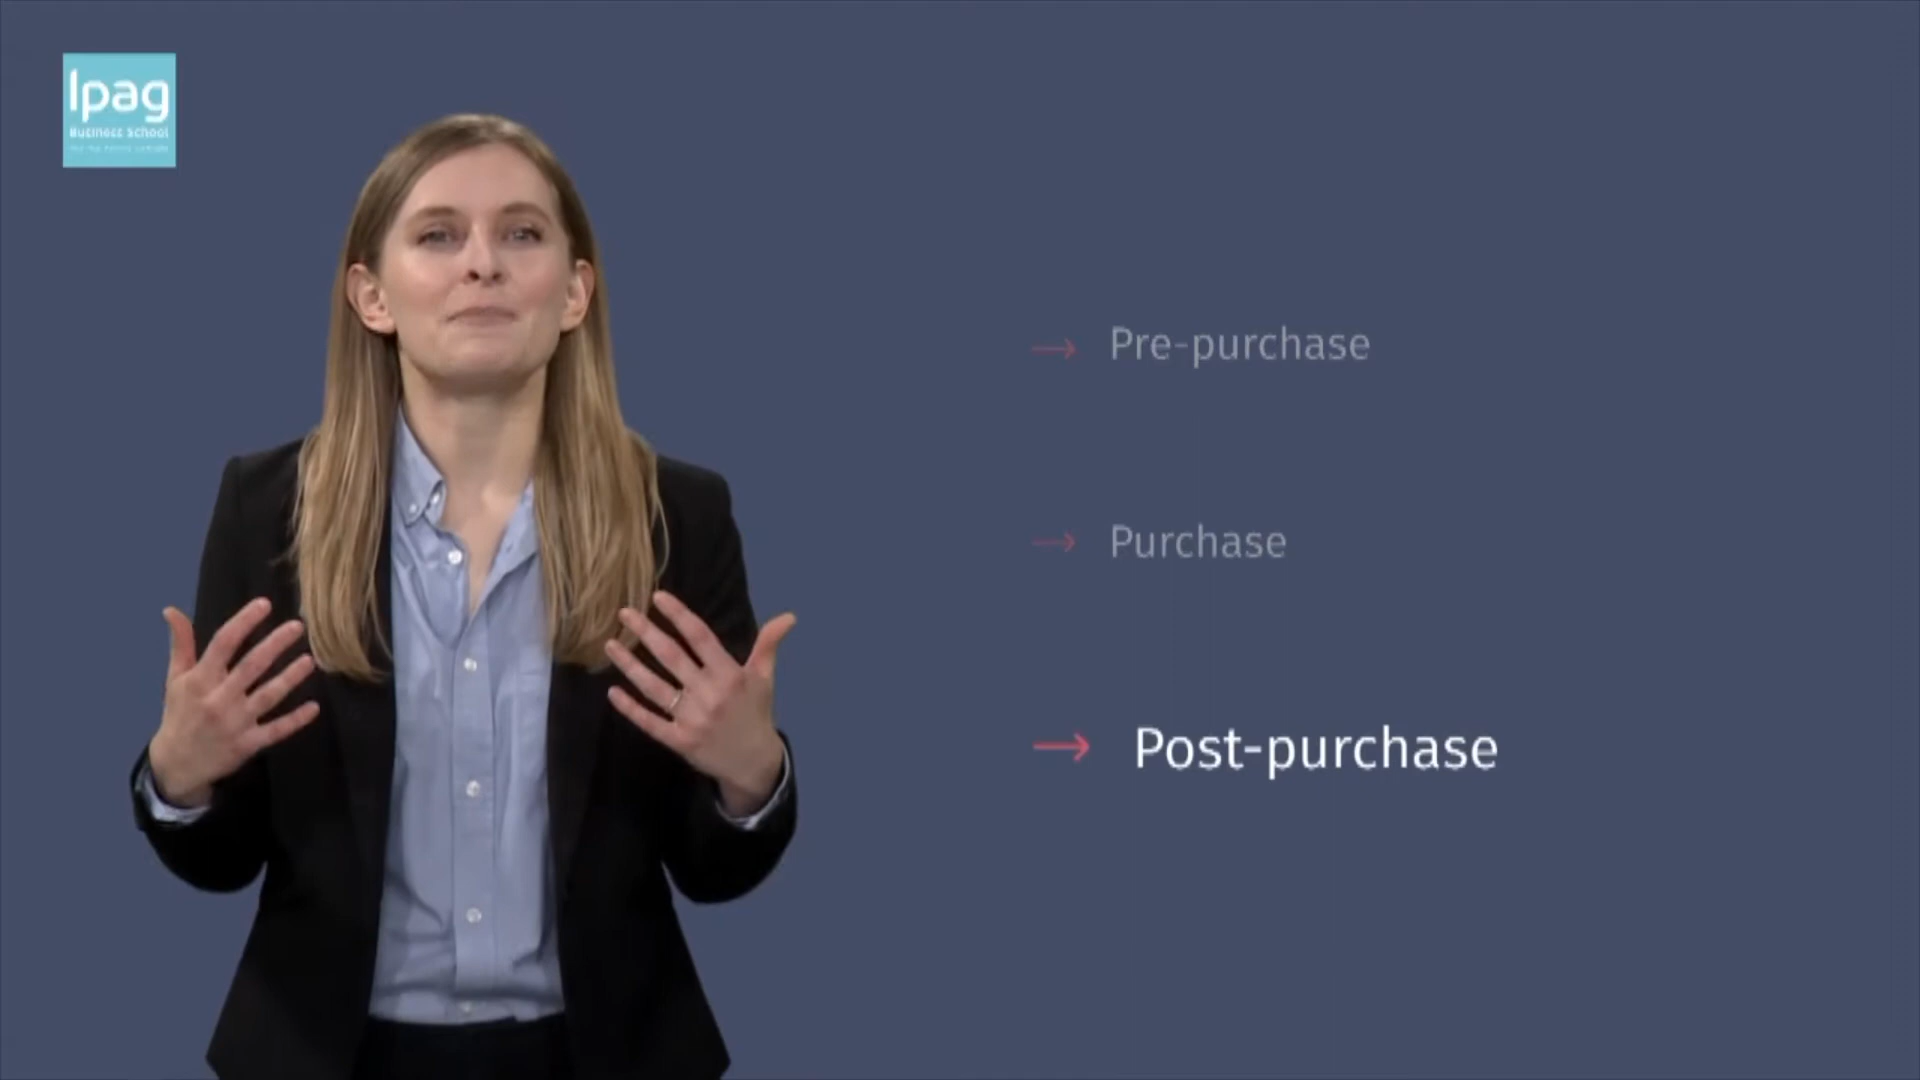 Ipag
Business School
Pre-purchase
Purchase
Post-purchase